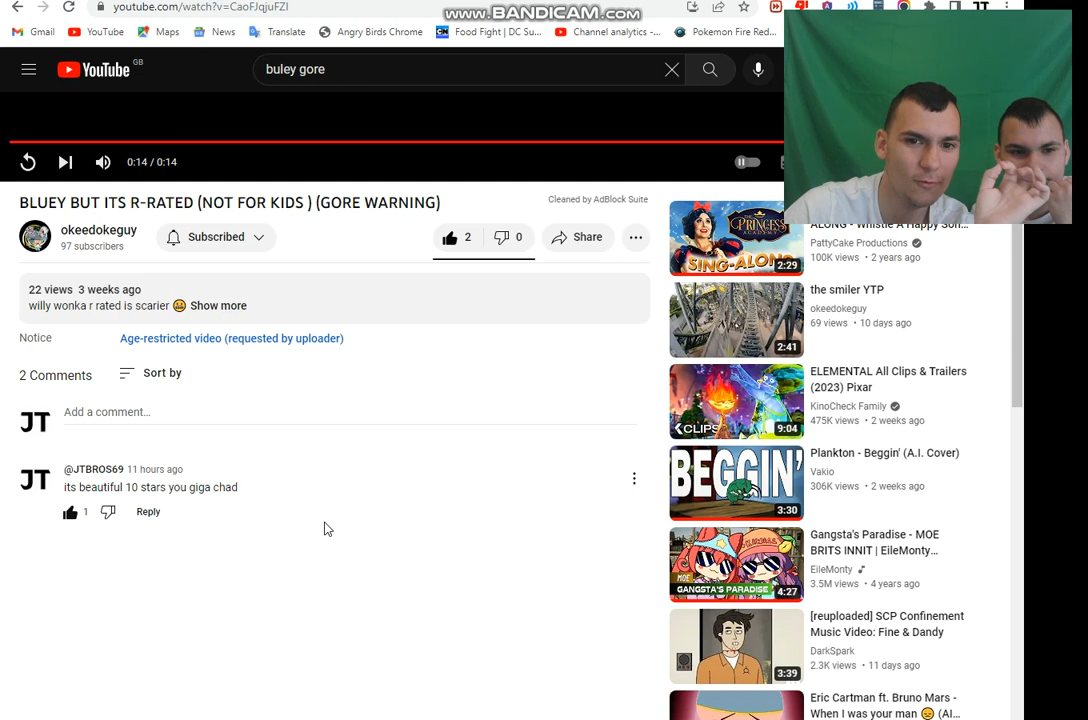 youtube.com/watch?v=CaoFJqjuFZI
www.BANDICAM.com
Gmail YouTube Maps News Translate Angry Birds Chrome Food Fight | DC Su... Channel analytics -... Pokemon Fire Red...
YouTube GB
buley gore
0:14 / 0:14
BLUEY BUT ITS R-RATED (NOT FOR KIDS ) (GORE WARNING)
Cleaned by AdBlock Suite
okeedokeguy
97 subscribers
Subscribed
2
0
Share
22 views 3 weeks ago
willy wonka r rated is scarier 😬 Show more
Notice
Age-restricted video (requested by uploader)
2 Comments
Sort by
JT
Add a comment...
JT
@JTBROS69 11 hours ago
its beautiful 10 stars you giga chad
1
Reply
PRINCESS
SING-ALONG
2:29
ALONG - Whistle A Happy Son...
PattyCake Productions
100K views • 2 years ago
2:41
the smiler YTP
okeedokeguy
69 views • 10 days ago
CLIPS
9:04
ELEMENTAL All Clips & Trailers
(2023) Pixar
KinoCheck Family
475K views • 2 weeks ago
BEGGIN'
3:30
Plankton - Beggin' (A.I. Cover)
Vakio
306K views • 2 weeks ago
MOE
GANGSTA'S PARADISE
4:27
Gangsta's Paradise - MOE
BRITS INNIT | EileMonty...
EileMonty
3.5M views • 4 years ago
3:39
[reuploaded] SCP Confinement
Music Video: Fine & Dandy
DarkSpark
2.3K views • 11 days ago
Eric Cartman ft. Bruno Mars -
When I was your man 😞 (AI...